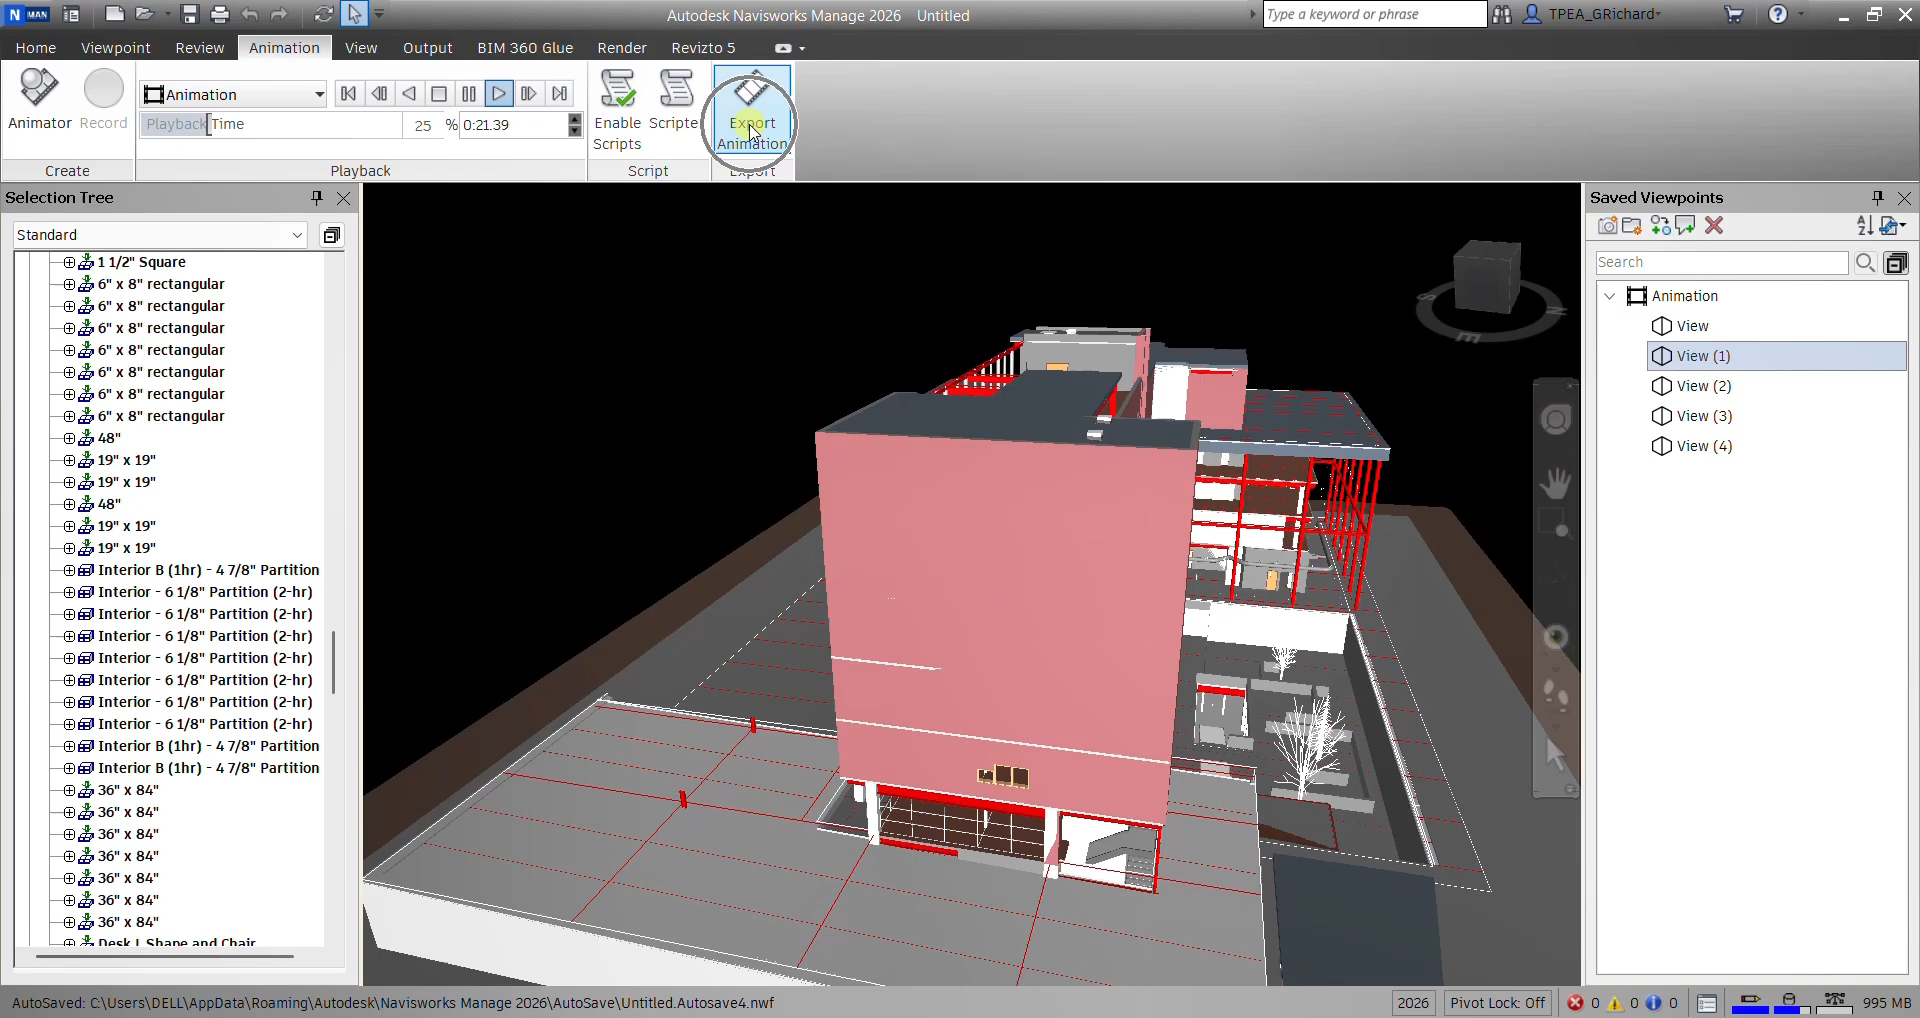 N MAN
Autodesk Navisworks Manage 2026 Untitled
Type a keyword or phrase
TPEA_GRichard
Home Viewpoint Review Animation View Output BIM 360 Glue Render Revizto 5
Animator Record
Animation
Playback Time 25 % 0:21.39
Enable Scripts
Scripte
Export Animation
Create Playback Script Export
Selection Tree
Standard
1 1/2" Square
6" x 8" rectangular
6" x 8" rectangular
6" x 8" rectangular
6" x 8" rectangular
6" x 8" rectangular
6" x 8" rectangular
6" x 8" rectangular
48"
19" x 19"
19" x 19"
48"
19" x 19"
19" x 19"
Interior B (1hr) - 4 7/8" Partition
Interior - 6 1/8" Partition (2-hr)
Interior - 6 1/8" Partition (2-hr)
Interior - 6 1/8" Partition (2-hr)
Interior - 6 1/8" Partition (2-hr)
Interior - 6 1/8" Partition (2-hr)
Interior - 6 1/8" Partition (2-hr)
Interior - 6 1/8" Partition (2-hr)
Interior B (1hr) - 4 7/8" Partition
Interior B (1hr) - 4 7/8" Partition
36" x 84"
36" x 84"
36" x 84"
36" x 84"
36" x 84"
36" x 84"
36" x 84"
Desk L Shape and Chair
S N
E
Saved Viewpoints
Search
Animation
View
View (1)
View (2)
View (3)
View (4)
AutoSaved: C:\Users\DELL\AppData\Roaming\Autodesk\Navisworks Manage 2026\AutoSave\Untitled.Autosave4.nwf
2026 Pivot Lock: Off 0 0 0 995 MB